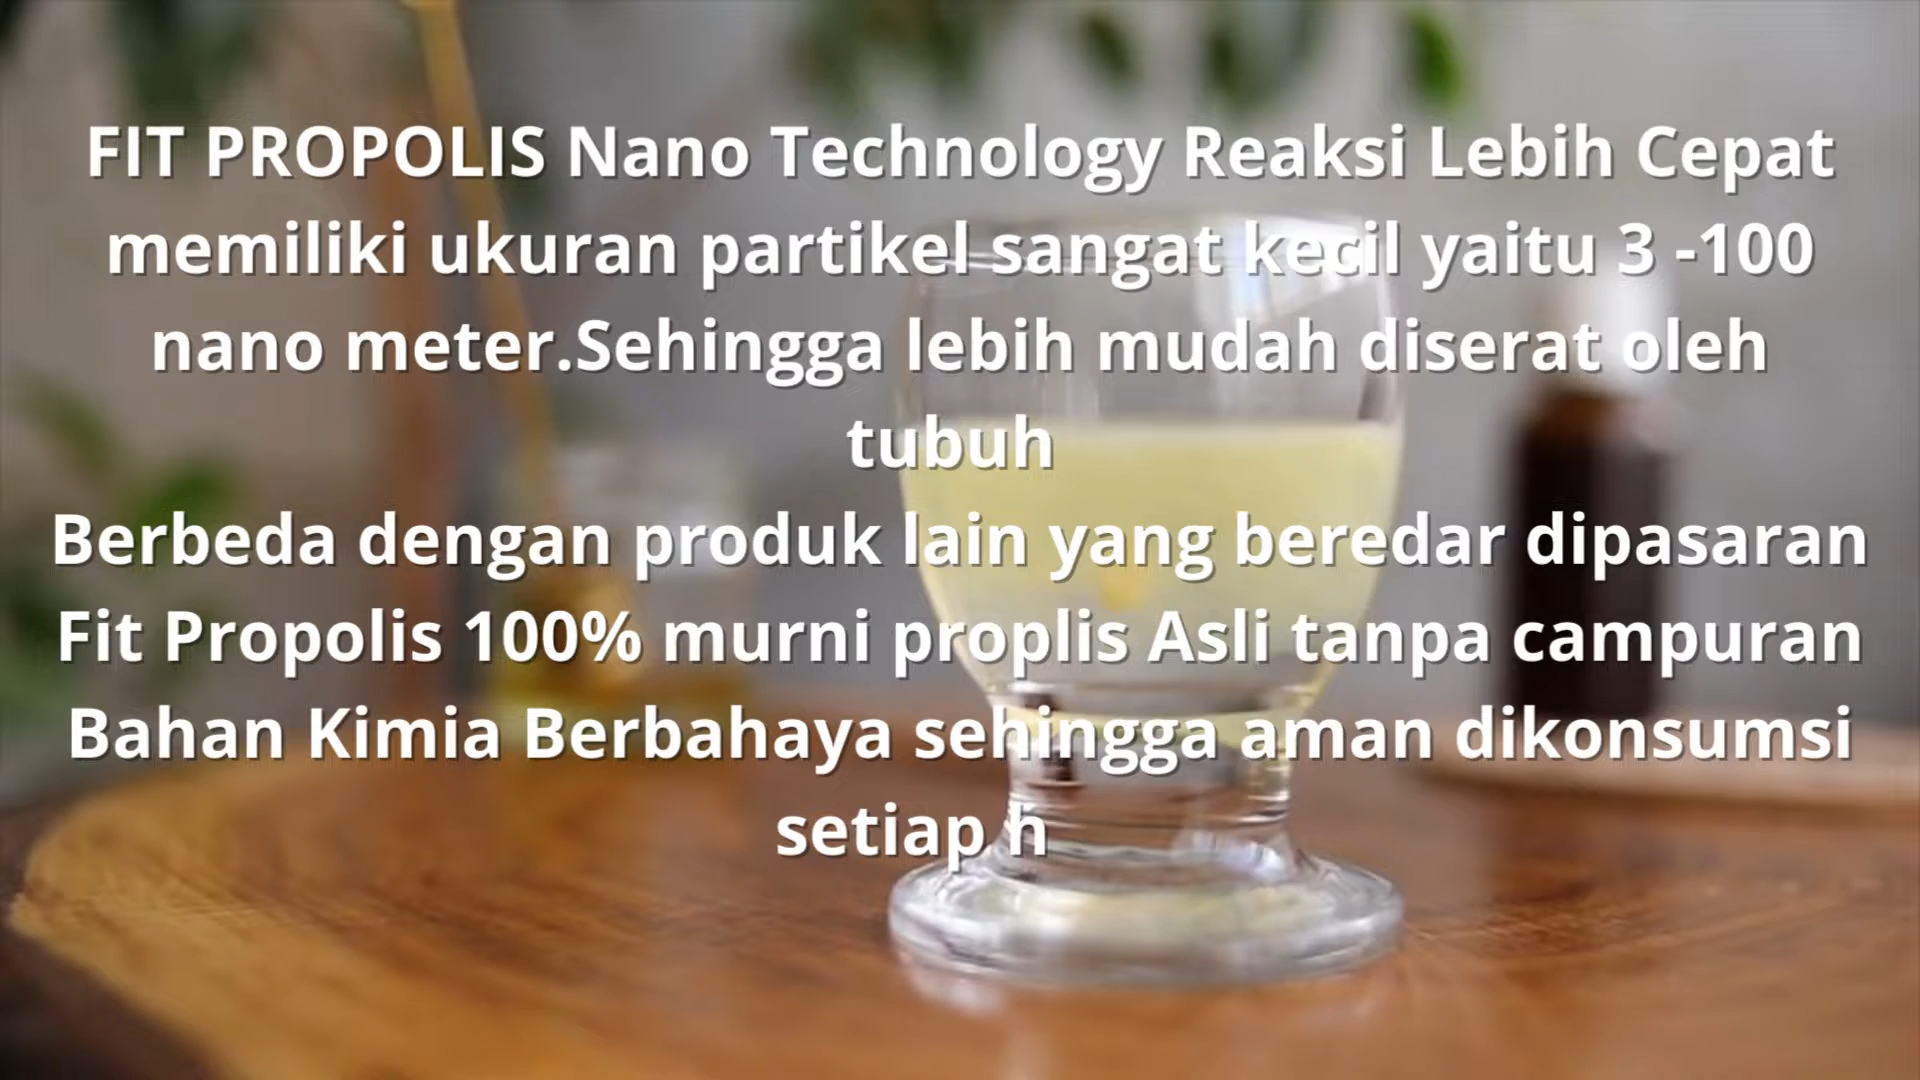 FIT PROPOLIS Nano Technology Reaksi Lebih Cepat
memiliki ukuran partikel sangat kecil yaitu 3 -100
nano meter.Sehingga lebih mudah diserat oleh
tubuh
Berbeda dengan produk lain yang beredar dipasaran
Fit Propolis 100% murni proplis Asli tanpa campuran
Bahan Kimia Berbahaya sehingga aman dikonsumsi
setiap h